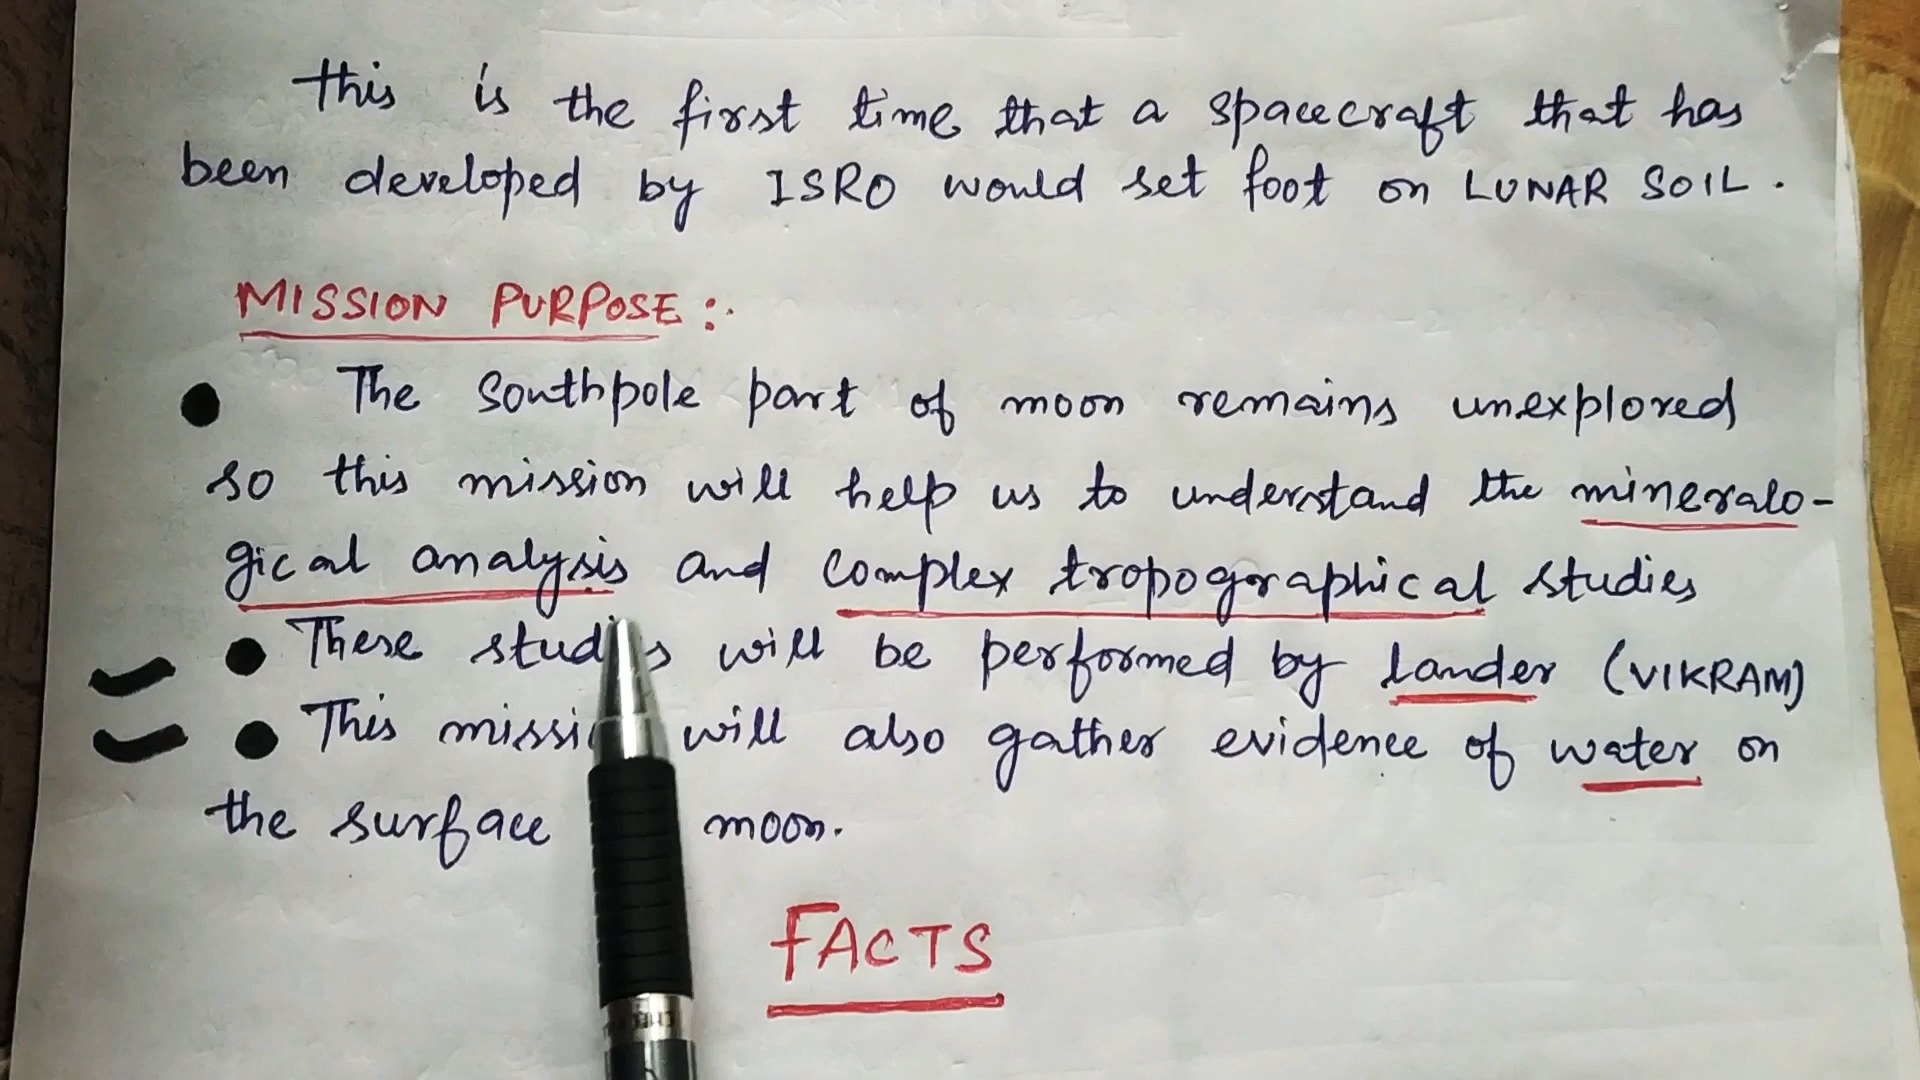 This is the first time that a spacecraft that has
been developed by ISRO would set foot on LUNAR SOIL.
MISSION PURPOSE :.
● The southpole part of moon remains unexplored
so this mission will help us to understand the mineralo-
gical analysis and complex tropographical studies
● These studies will be performed by lander (VIKRAM)
● This missi will also gather evidence of water on
the surface moon.
FACTS